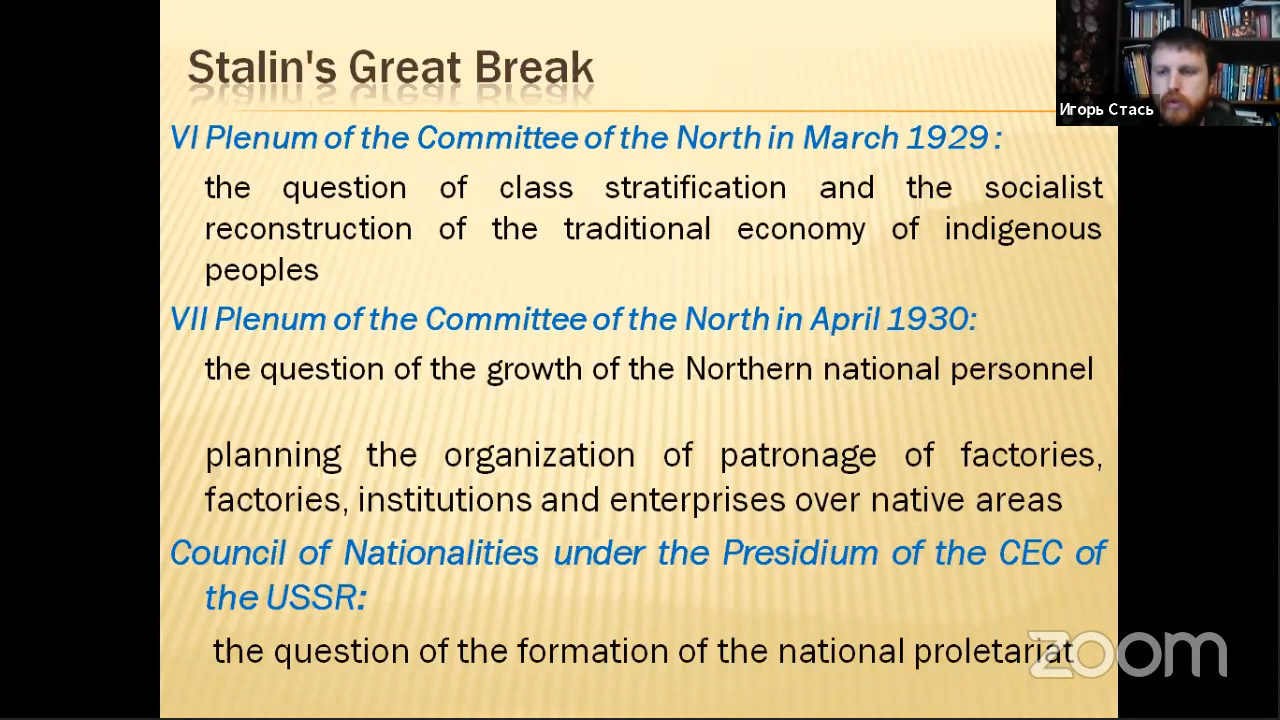 Stalin's Great Break
Игорь Стась
VI Plenum of the Committee of the North in March 1929 :
the question of class stratification and the socialist
reconstruction of the traditional economy of indigenous
peoples
VII Plenum of the Committee of the North in April 1930:
the question of the growth of the Northern national personnel
planning the organization of patronage of factories,
factories, institutions and enterprises over native areas
Council of Nationalities under the Presidium of the CEC of
the USSR:
the question of the formation of the national proletariat
zoom